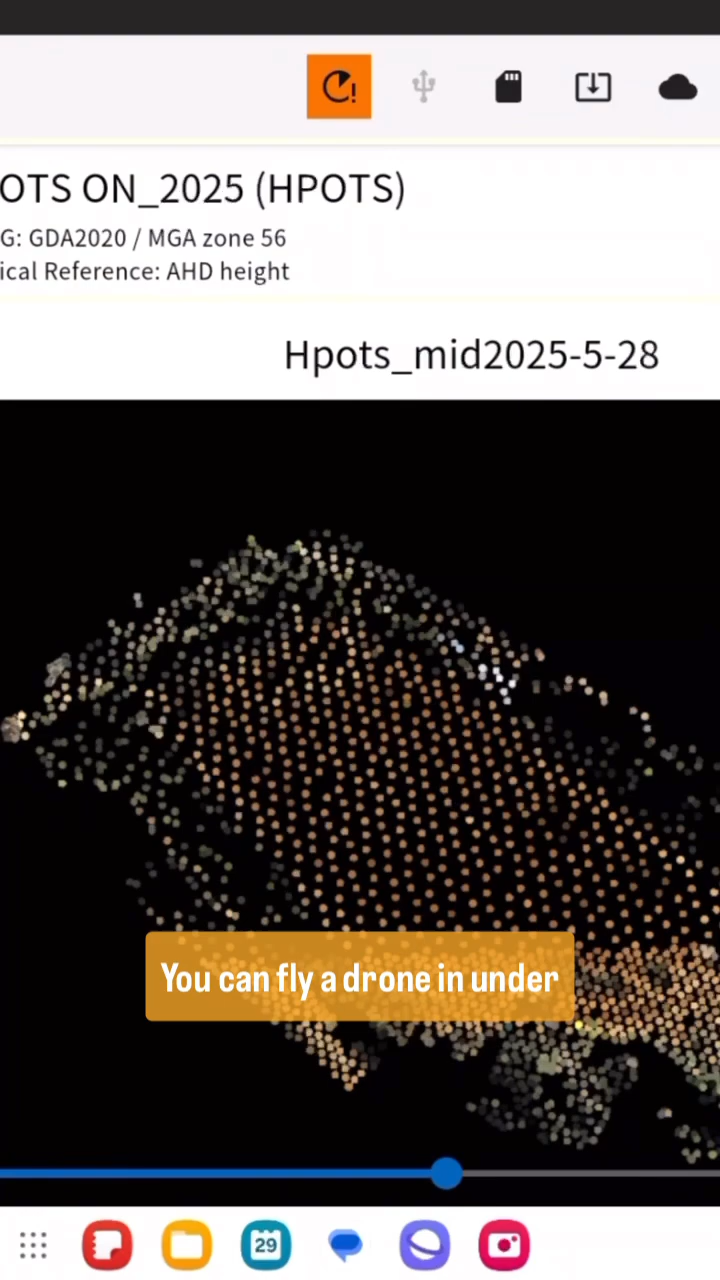 OTS ON_2025 (HPOTS)
G: GDA2020 / MGA zone 56
ical Reference: AHD height
Hpots_mid2025-5-28
You can fly a drone in under
29